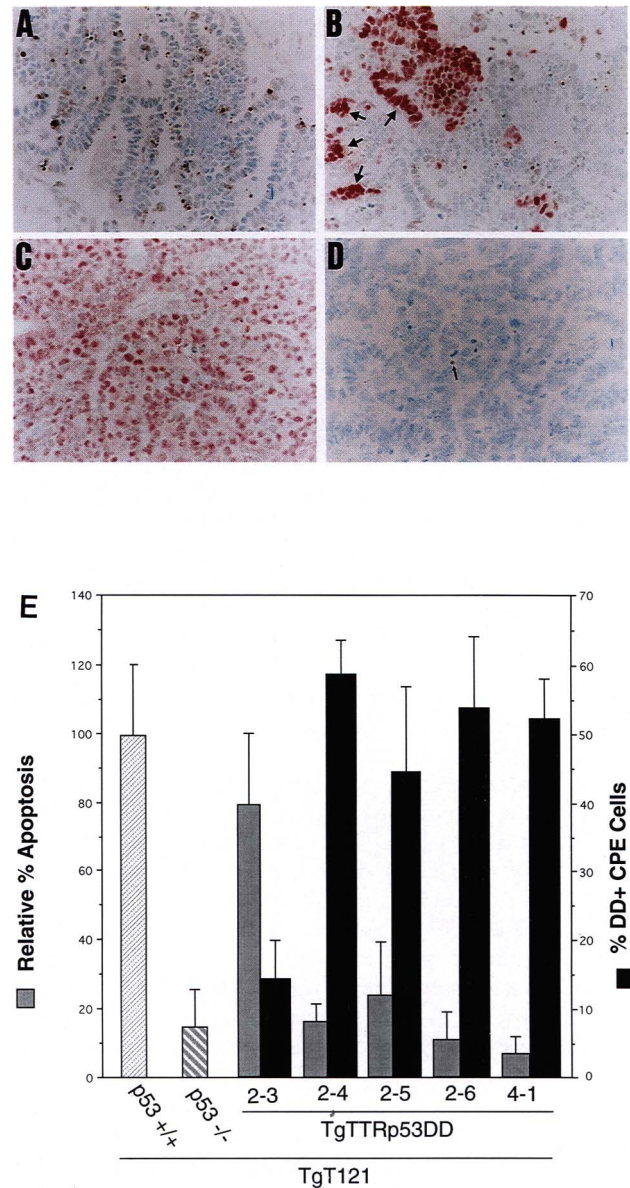 A
B
C
D
E
140
120
100
80
60
40
20
0
Relative % Apoptosis
70
60
50
40
30
20
10
0
% DD+ CPE Cells
p53 +/+
p53 -/-
2-3 2-4 2-5 2-6 4-1
TgTTRp53DD
TgT121